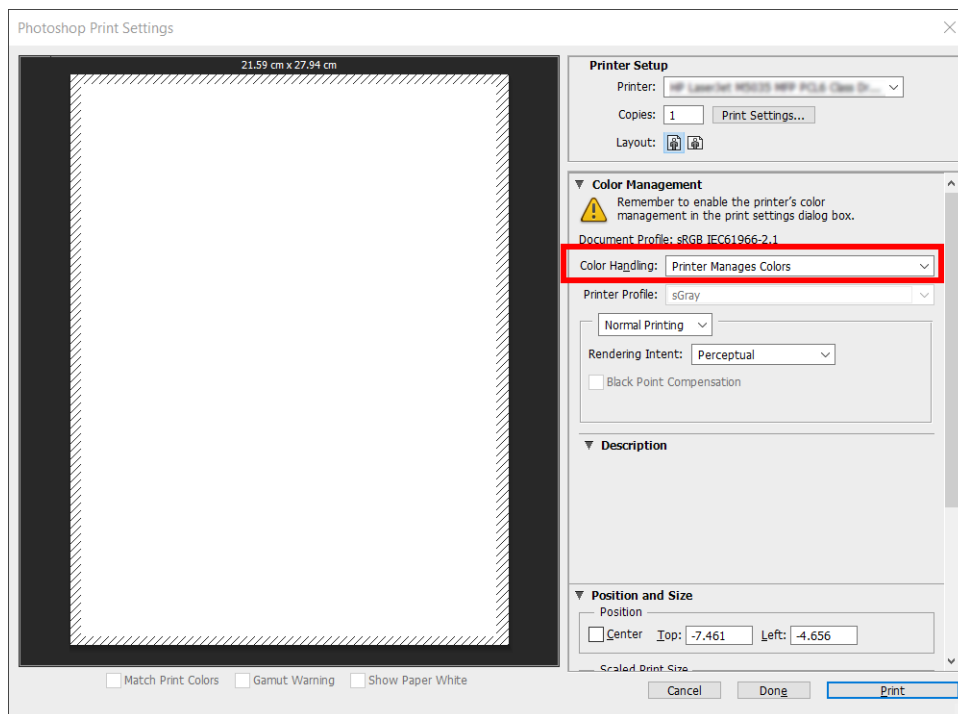 Photoshop Print Settings
21.59 cm x 27.94 cm
Printer Setup
Printer:
Copies: 1 Print Settings...
Layout:
Color Management
Remember to enable the printer's color
management in the print settings dialog box.
Document Profile: sRGB IEC61966-2.1
Color Handling: Printer Manages Colors
Printer Profile: sGray
Normal Printing
Rendering Intent: Perceptual
Black Point Compensation
Description
Position and Size
Position
Center Top: -7.461 Left: -4.656
Scaled Print Size
Match Print Colors Gamut Warning Show Paper White
Cancel Done Print